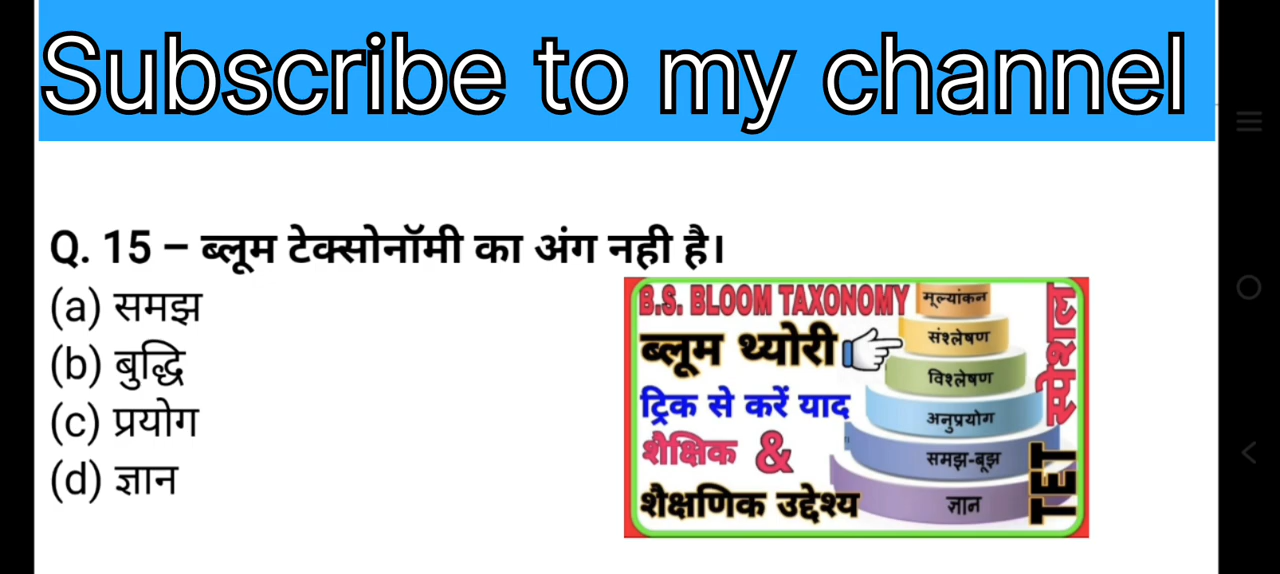 Subscribe to my channel
Q. 15 – ब्लूम टेक्सोनॉमी का अंग नही है।
(a) समझ
(b) बुद्धि
(c) प्रयोग
(d) ज्ञान
B.S. BLOOM TAXONOMY
ब्लूम थ्योरी
ट्रिक से करें याद
शैक्षिक &
शैक्षणिक उद्देश्य
मूल्यांकन
संश्लेषण
विश्लेषण
अनुप्रयोग
समझ-बूझ
ज्ञान
TET स्पेशल